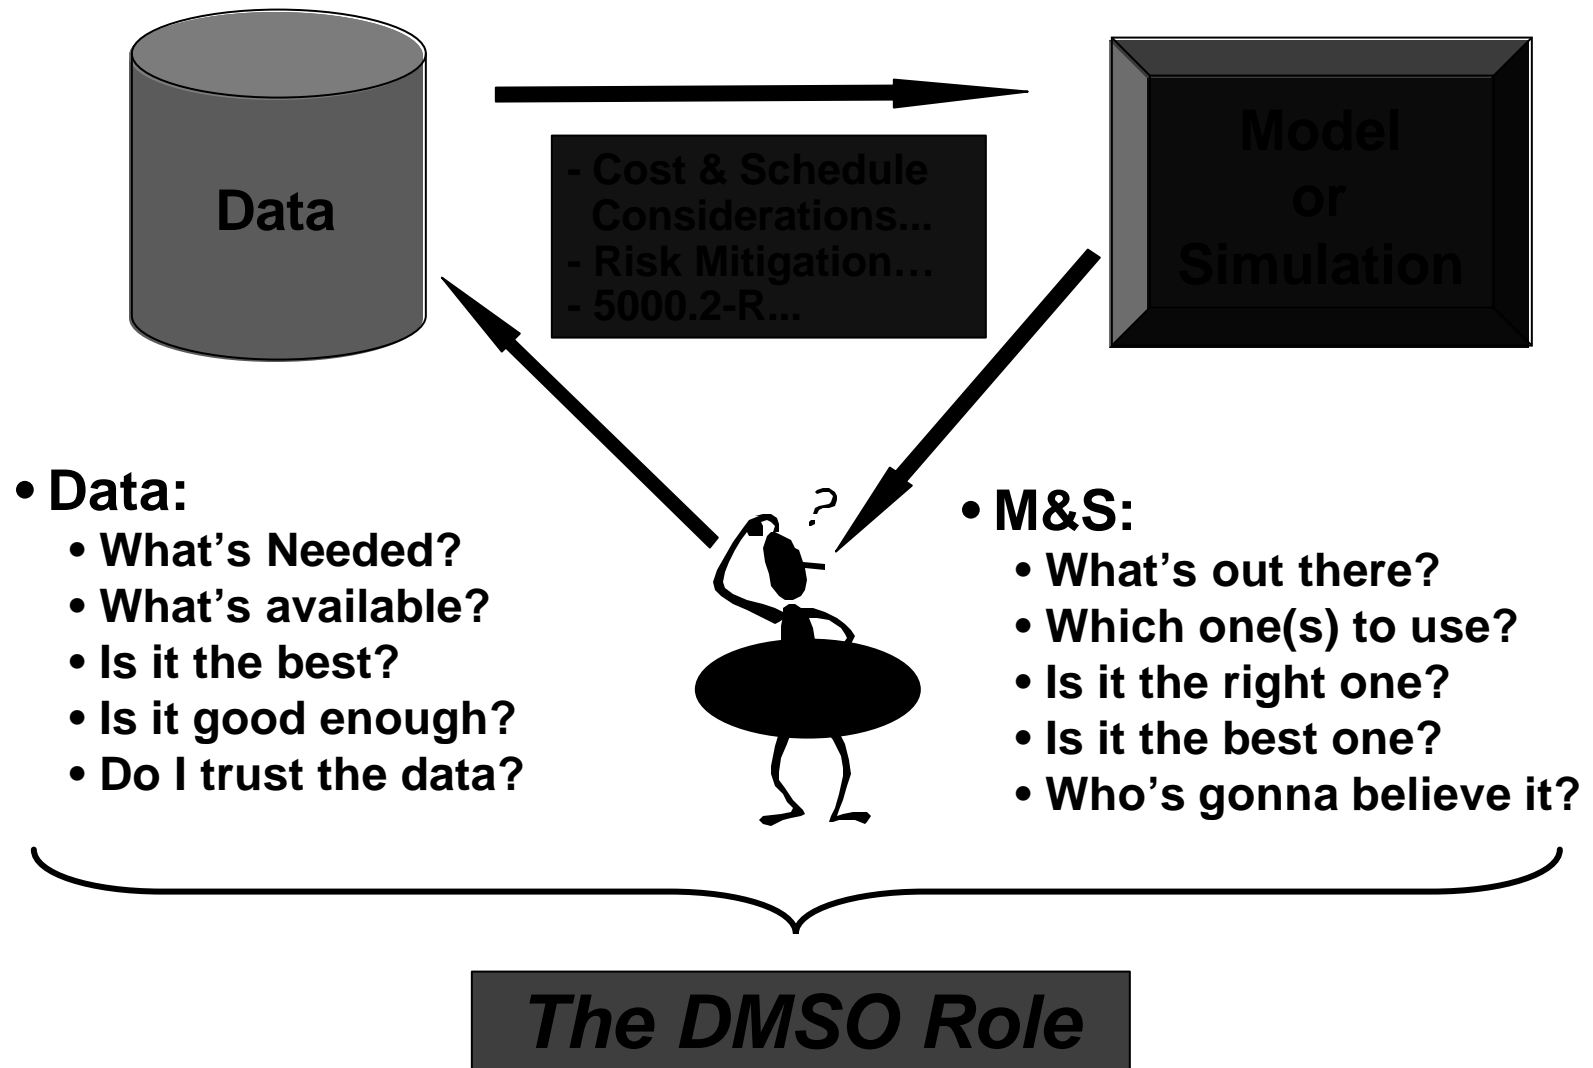 Data
- Cost & Schedule
Considerations...
- Risk Mitigation…
- 5000.2-R...
Model
or
Simulation
• Data:
• What’s Needed?
• What’s available?
• Is it the best?
• Is it good enough?
• Do I trust the data?
?
• M&S:
• What’s out there?
• Which one(s) to use?
• Is it the right one?
• Is it the best one?
• Who’s gonna believe it?
The DMSO Role